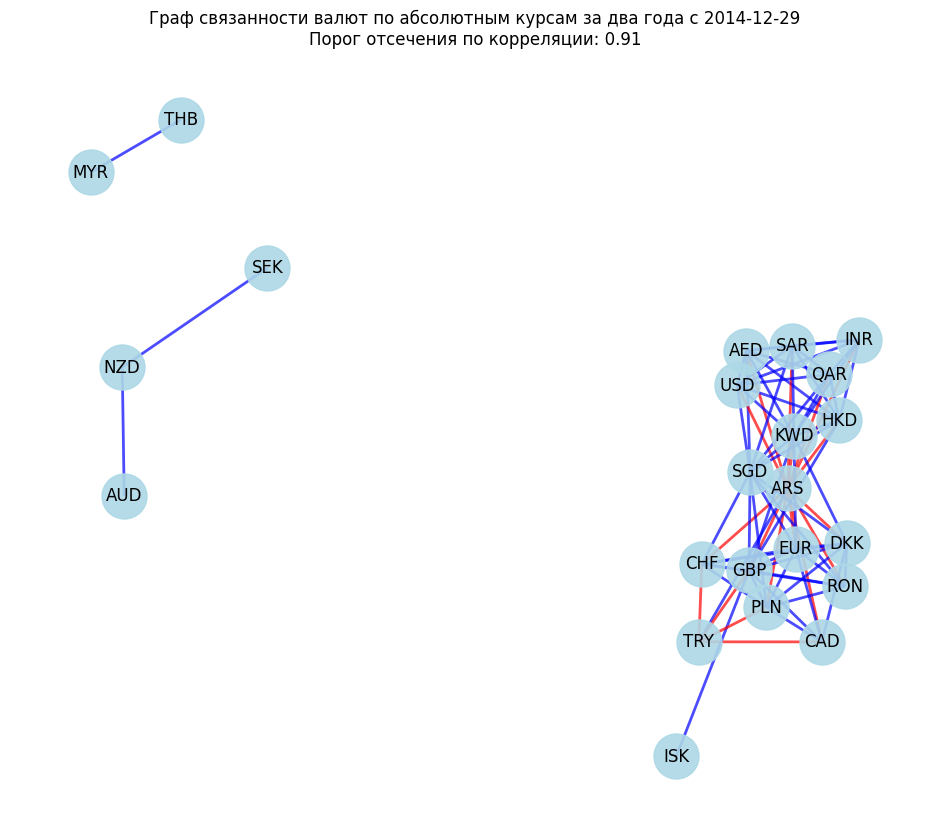 Граф связанности валют по абсолютным курсам за два года с 2014-12-29
Порог отсечения по корреляции: 0.91
THB
MYR
SEK
NZD
AUD
INR
SAR
AED
QAR
USD
HKD
KWD
SGD
ARS
DKK
EUR
CHF
GBP
RON
PLN
TRY
CAD
ISK